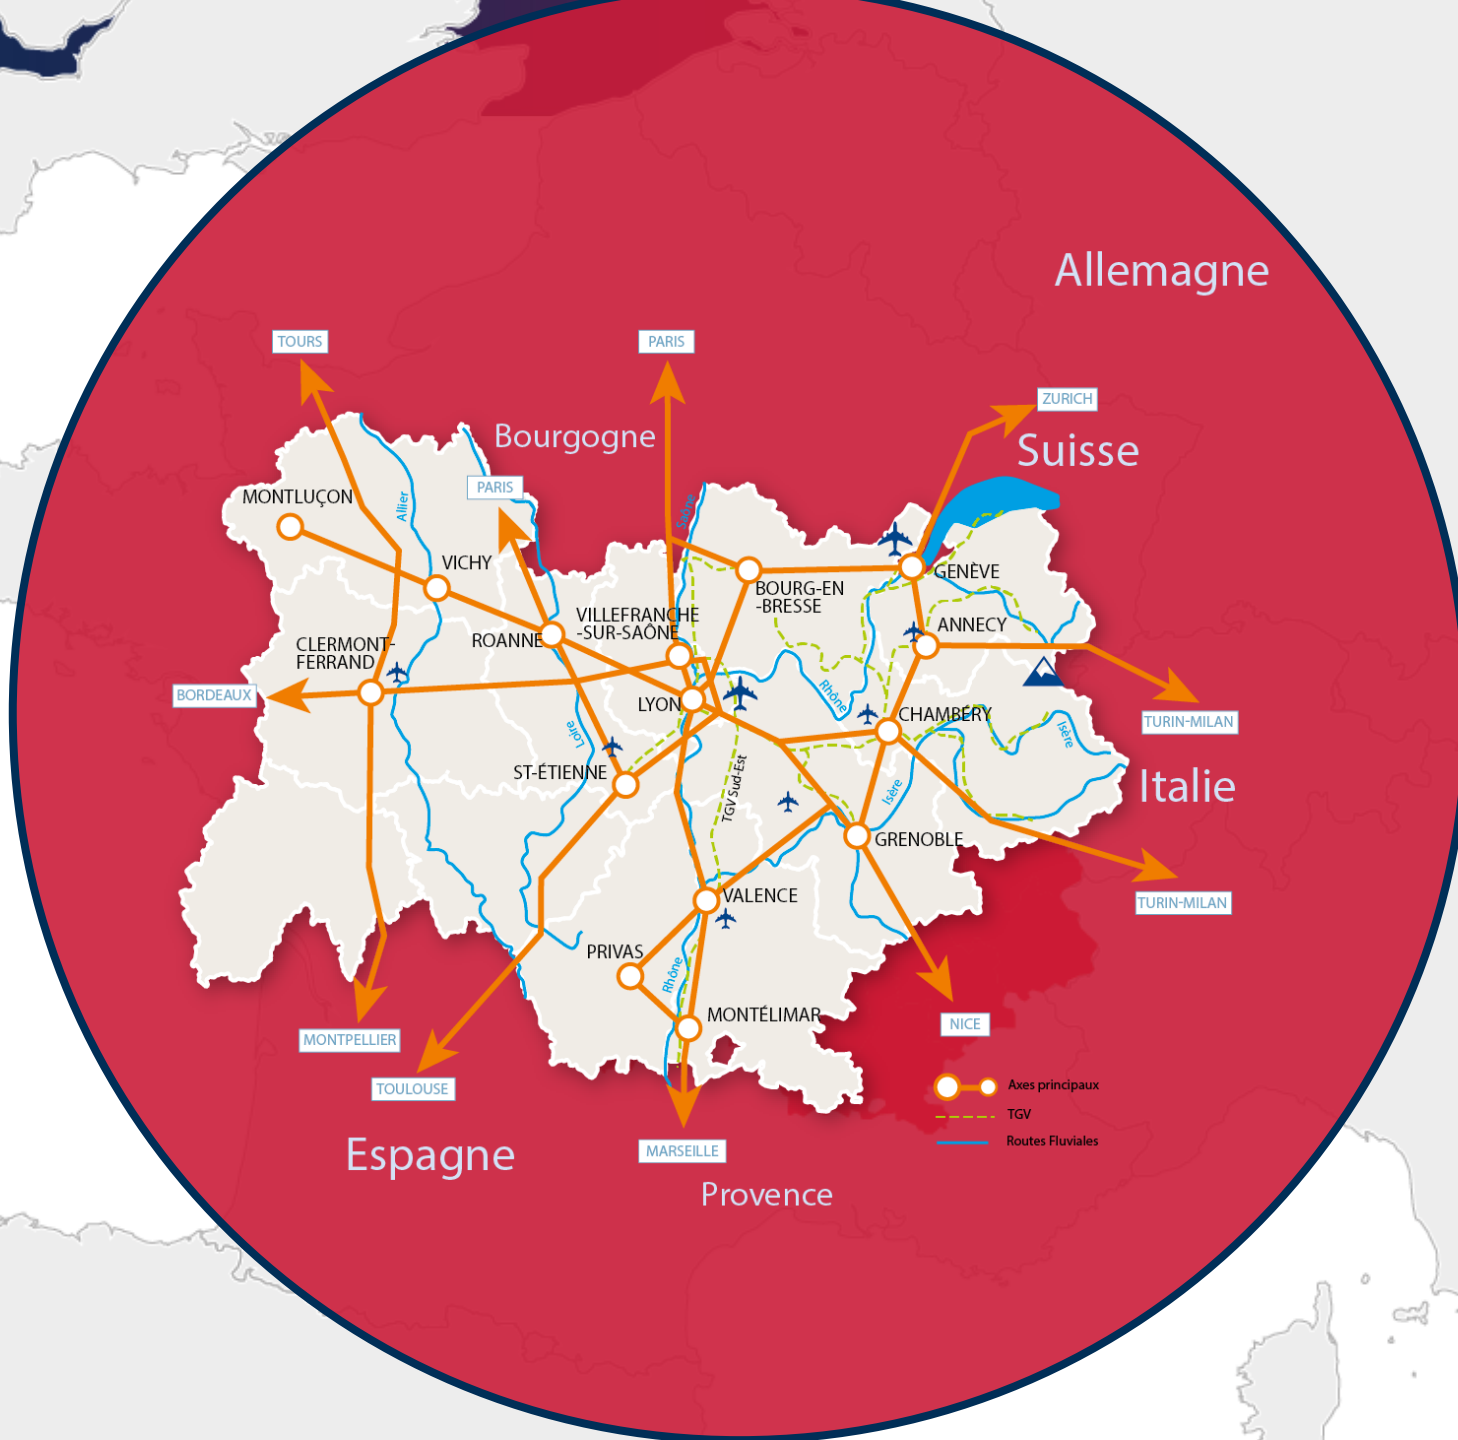 Allemagne
TOURS
PARIS
ZURICH
Bourgogne
Suisse
PARIS
MONTLUÇON
Allier
Saône
VICHY
GENÈVE
BOURG-EN
-BRESSE
VILLEFRANCHE
-SUR-SAÔNE
ANNECY
ROANNE
CLERMONT-
FERRAND
BORDEAUX
LYON
Rhône
CHAMBÉRY
TURIN-MILAN
Loire
Isère
ST-ÉTIENNE
TGV Sud-Est
Isère
Italie
GRENOBLE
VALENCE
TURIN-MILAN
PRIVAS
Rhône
MONTÉLIMAR
NICE
MONTPELLIER
TOULOUSE
Axes principaux
TGV
Routes Fluviales
Espagne
MARSEILLE
Provence